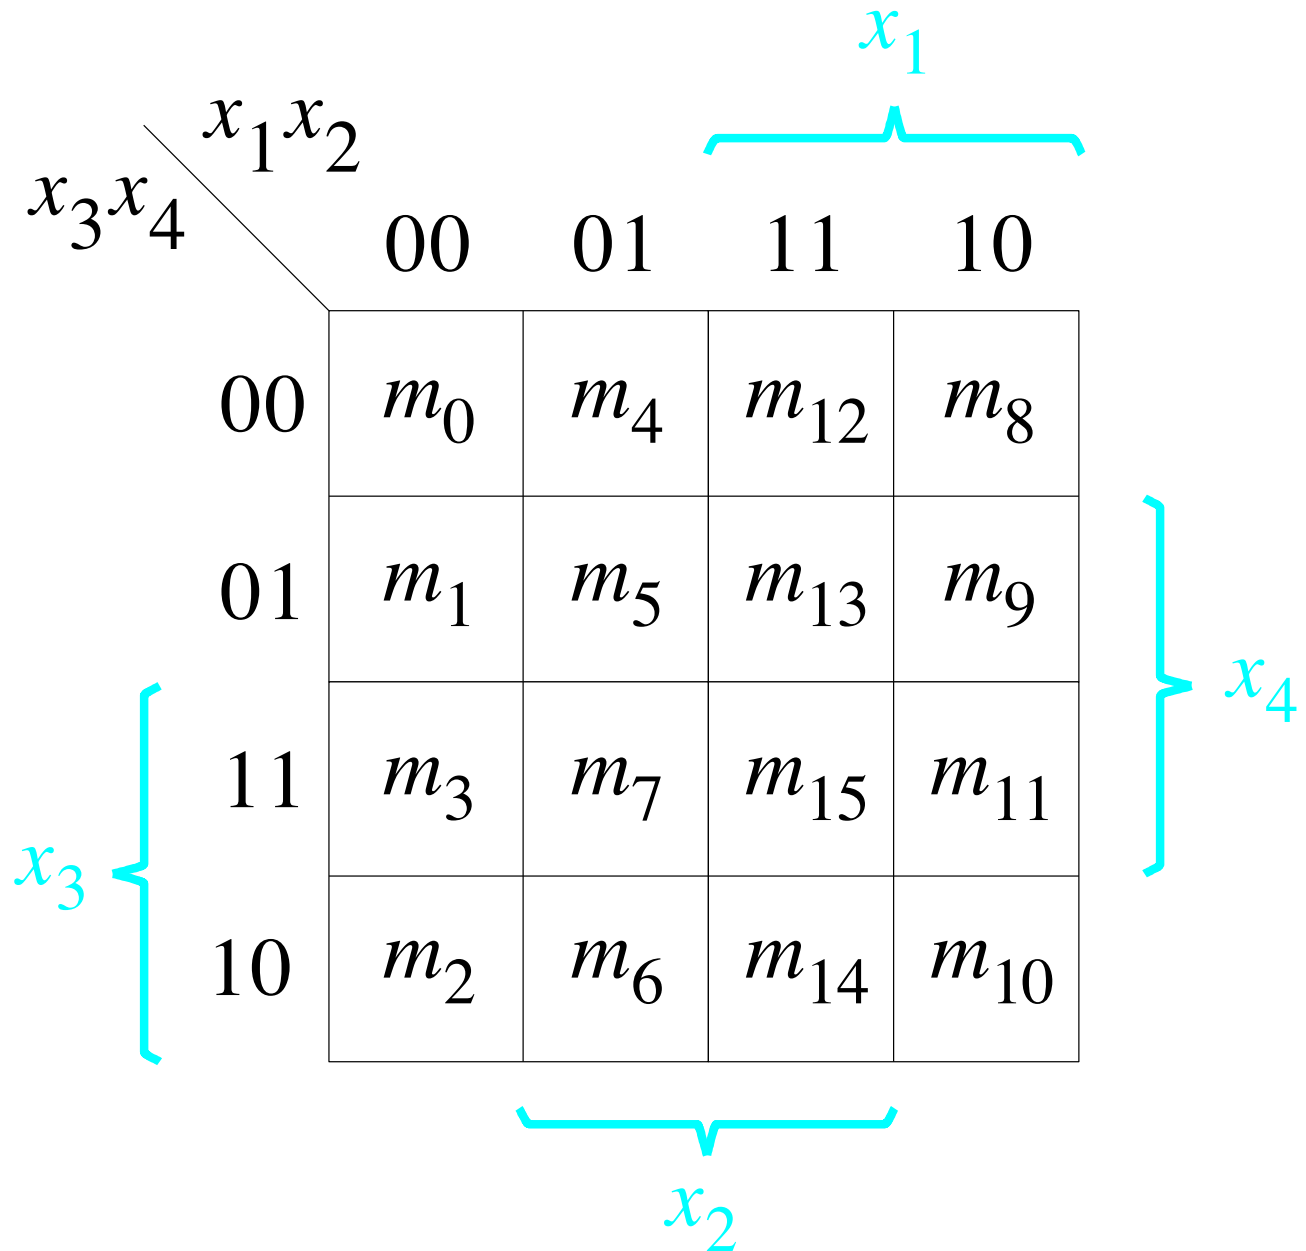 x₁
x₁x₂
x₃x₄
00 01 11 10
00 m₀ m₄ m₁₂ m₈
01 m₁ m₅ m₁₃ m₉
x₄
11 m₃ m₇ m₁₅ m₁₁
x₃
10 m₂ m₆ m₁₄ m₁₀
x₂